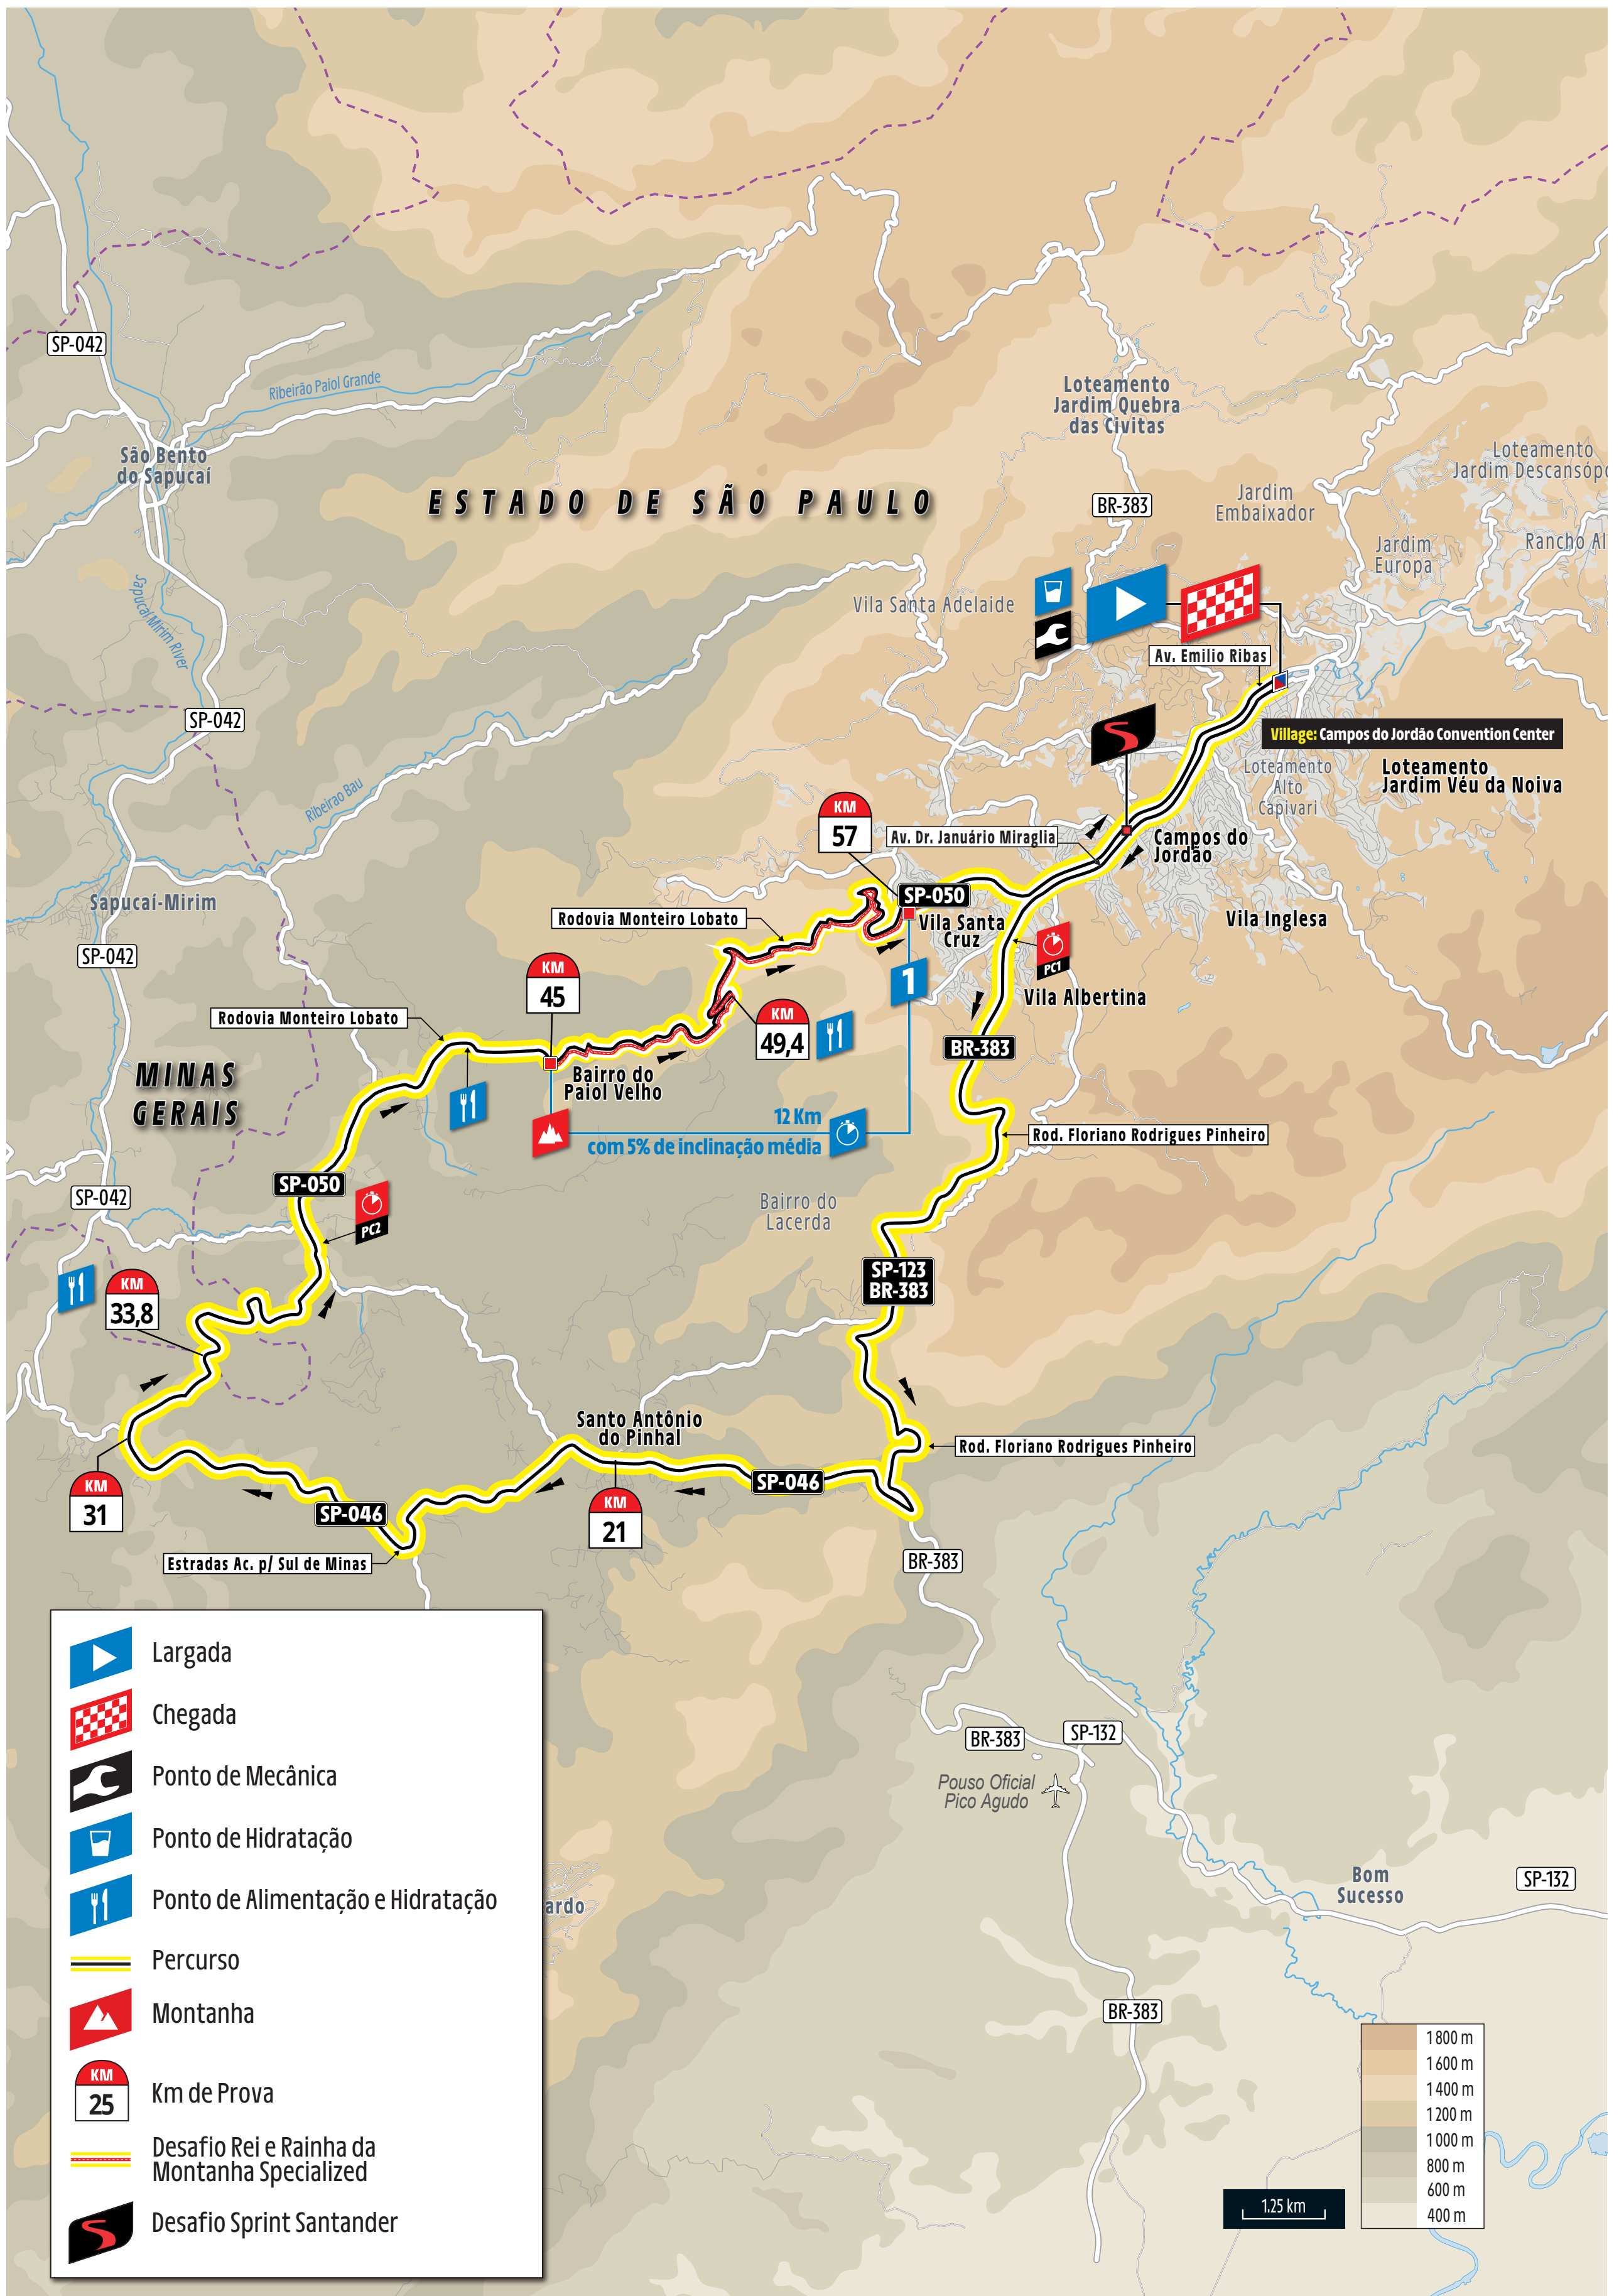 SP-042
Ribeirão Paiol Grande
São Bento
do Sapucaí
ESTADO DE SÃO PAULO
Loteamento
Jardim Quebra
das Civitas
Loteamento
Jardim Descansópo
BR-383
Jardim
Embaixador
Jardim
Europa
Rancho Al
Sapucaí Mirim River
Vila Santa Adelaide
Av. Emilio Ribas
SP-042
Village: Campos do Jordão Convention Center
Loteamento
Alto
Capivari
Loteamento
Jardim Véu da Noiva
Ribeirao Bau
KM
57
Av. Dr. Januário Miraglia
Campos do
Jordão
Sapucaí-Mirim
SP-050
Rodovia Monteiro Lobato
Vila Santa
Cruz
Vila Inglesa
SP-042
PC1
KM
45
1
Vila Albertina
Rodovia Monteiro Lobato
KM
49,4
BR-383
MINAS
GERAIS
Bairro do
Paiol Velho
12 Km
com 5% de inclinação média
Rod. Floriano Rodrigues Pinheiro
SP-050
SP-042
Bairro do
Lacerda
PC2
SP-123
BR-383
KM
33,8
Santo Antônio
do Pinhal
Rod. Floriano Rodrigues Pinheiro
SP-046
KM
31
SP-046
KM
21
Estradas Ac. p/ Sul de Minas
BR-383
Largada
Chegada
Ponto de Mecânica
Ponto de Hidratação
Ponto de Alimentação e Hidratação
Percurso
Montanha
KM
25
Km de Prova
Desafio Rei e Rainha da
Montanha Specialized
Desafio Sprint Santander
BR-383
SP-132
Pouso Oficial
Pico Agudo
ardo
Bom
Sucesso
SP-132
BR-383
1800 m
1600 m
1400 m
1200 m
1000 m
800 m
600 m
400 m
1.25 km